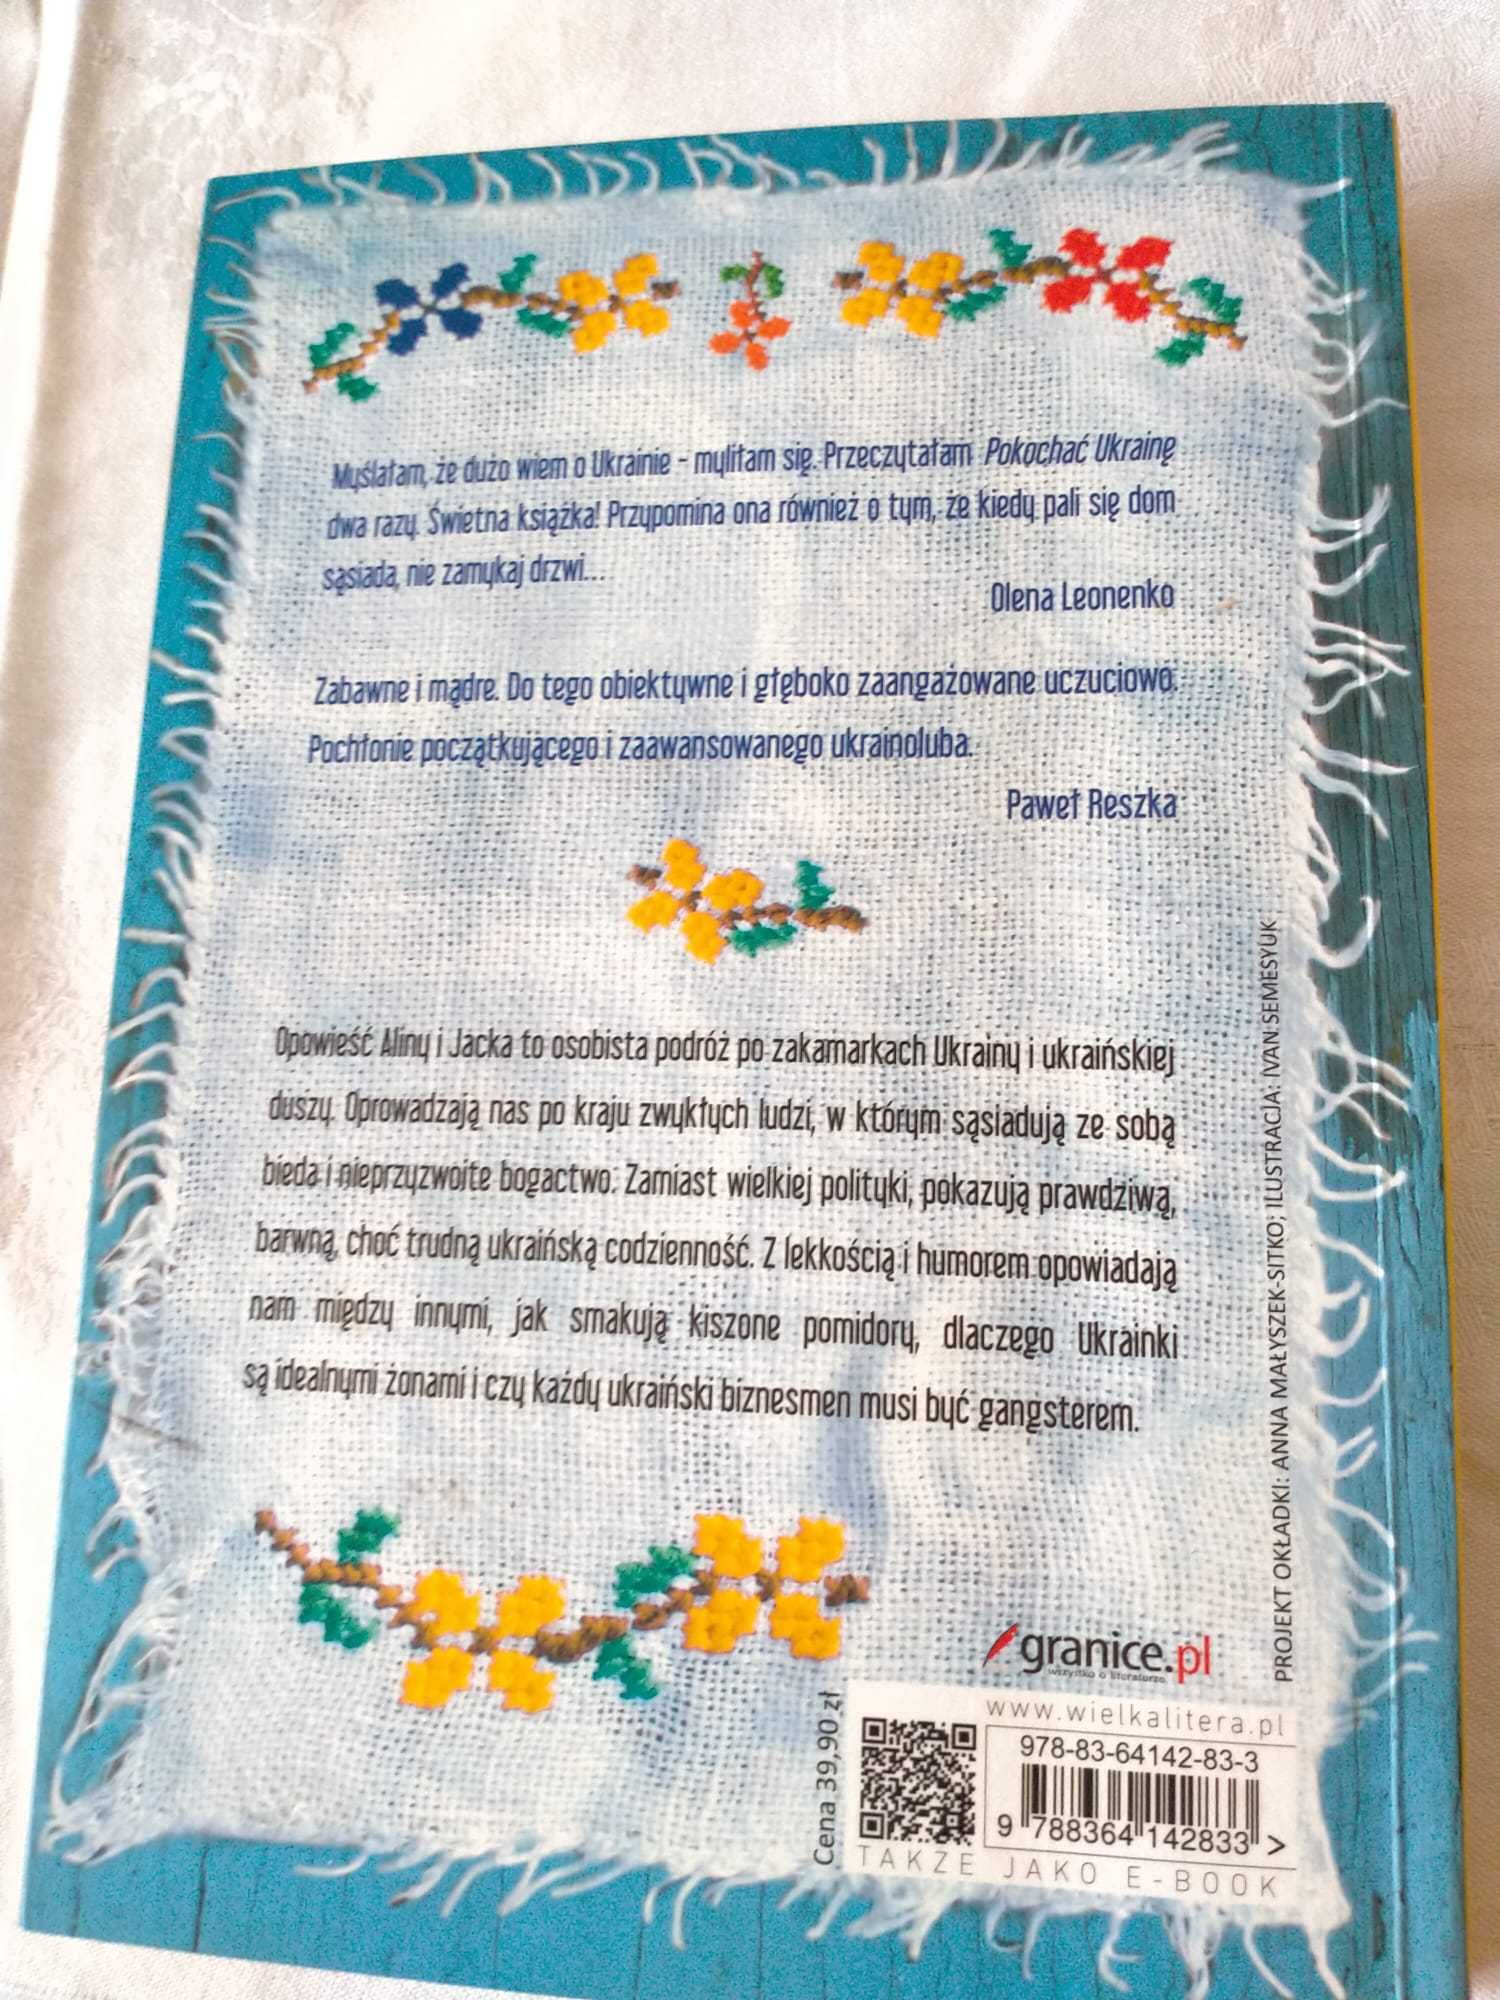 Myślałam, że dużo wiem o Ukrainie – myliłam się. Przeczytałam Pokochać Ukrainę
dwa razy. Świetna książka! Przypomina ona również o tym, że kiedy pali się dom
sąsiada, nie zamykaj drzwi...
Olena Leonenko
Zabawne i mądre. Do tego obiektywne i głęboko zaangażowane uczuciowo.
Pochłonie początkującego i zaawansowanego ukrainoluba.
Paweł Reszka
Opowieść Aliny i Jacka to osobista podróż po zakamarkach Ukrainy i ukraińskiej
duszy. Oprowadzają nas po kraju zwykłych ludzi, w którym sąsiadują ze sobą
bieda i nieprzyzwoite bogactwo. Zamiast wielkiej polityki, pokazują prawdziwą,
barwną, choć trudną ukraińską codzienność. Z lekkością i humorem opowiadają
nam między innymi, jak smakują kiszone pomidory, dlaczego Ukrainki
są idealnymi żonami i czy każdy ukraiński biznesmen musi być gangsterem.
PROJEKT OKŁADKI: ANNA MAŁYSZEK-SITKO; ILUSTRACJA: IVAN SEMESYUK
granice.pl
wszystko o literaturze
Cena 39,90 zł
www.wielkalitera.pl
978-83-64142-83-3
9 788364 142833 >
TAKŻE JAKO E-BOOK